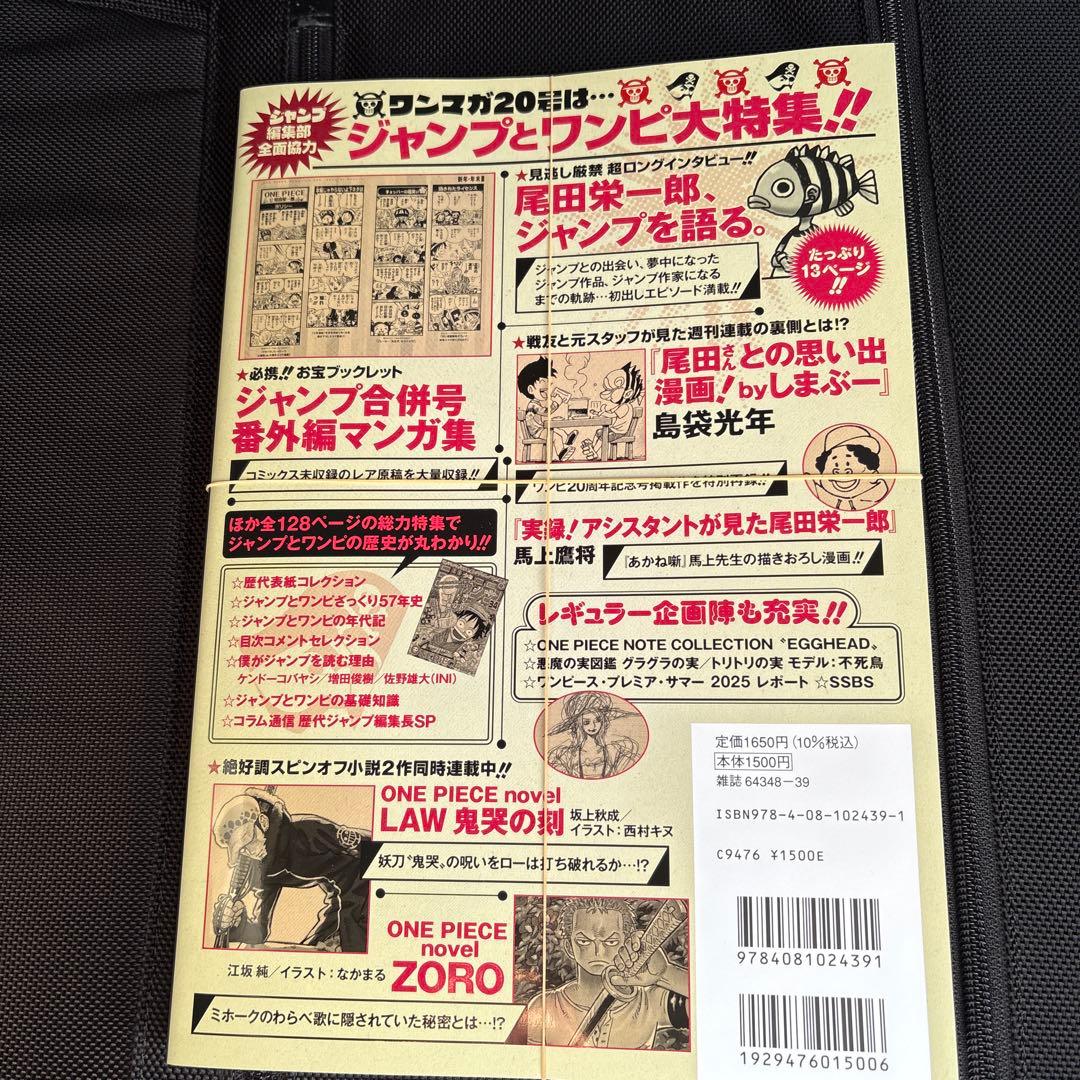 ジャンプ
編集部
全面協力
ワンマガ20号は…
ジャンプとワンピ大特集!!
ONE PIECE
★必携!! お宝ブックレット
ジャンプ合併号
番外編マンガ集
コミックス未収録のレア原稿を大量収録!!
★見逃し厳禁 超ロングインタビュー!!
尾田栄一郎、
ジャンプを語る。
ジャンプとの出会い、夢中になった
ジャンプ作品、ジャンプ作家になる
までの軌跡…初出しエピソード満載!!
たっぷり
13ページ
!!
★戦友と元スタッフが見た週刊連載の裏側とは!?
『尾田さんとの思い出
漫画!byしまぶー』
島袋光年
ワンピ20周年記念号掲載作を特別再録!!
『実録!アシスタントが見た尾田栄一郎』
馬上鷹将
『あかね噺』馬上先生の描きおろし漫画!!
ほか全128ページの総力特集で
ジャンプとワンピの歴史が丸わかり!!
☆歴代表紙コレクション
☆ジャンプとワンピざっくり57年史
☆ジャンプとワンピの年代記
☆目次コメントセレクション
☆僕がジャンプを読む理由
ケンドーコバヤシ/増田俊樹/佐野雄大(INI)
☆ジャンプとワンピの基礎知識
☆コラム通信 歴代ジャンプ編集長SP
レギュラー企画陣も充実!!
☆ONE PIECE NOTE COLLECTION〝EGGHEAD〟
☆悪魔の実図鑑 グラグラの実/トリトリの実 モデル:不死鳥
☆ワンピース・プレミア・サマー 2025 レポート ☆SSBS
★絶好調スピンオフ小説2作同時連載中!!
ONE PIECE novel
LAW 鬼哭の刻
坂上秋成/
イラスト:西村キヌ
妖刀〝鬼哭〟の呪いをローは打ち破れるか…!?
ONE PIECE
novel
ZORO
江坂 純/イラスト:なかまる
ミホークのわらべ歌に隠されていた秘密とは…!?
定価1650円(10%税込)
本体1500円
雑誌 64348-39
ISBN978-4-08-102439-1
C9476 ¥1500E
9784081024391
1929476015006